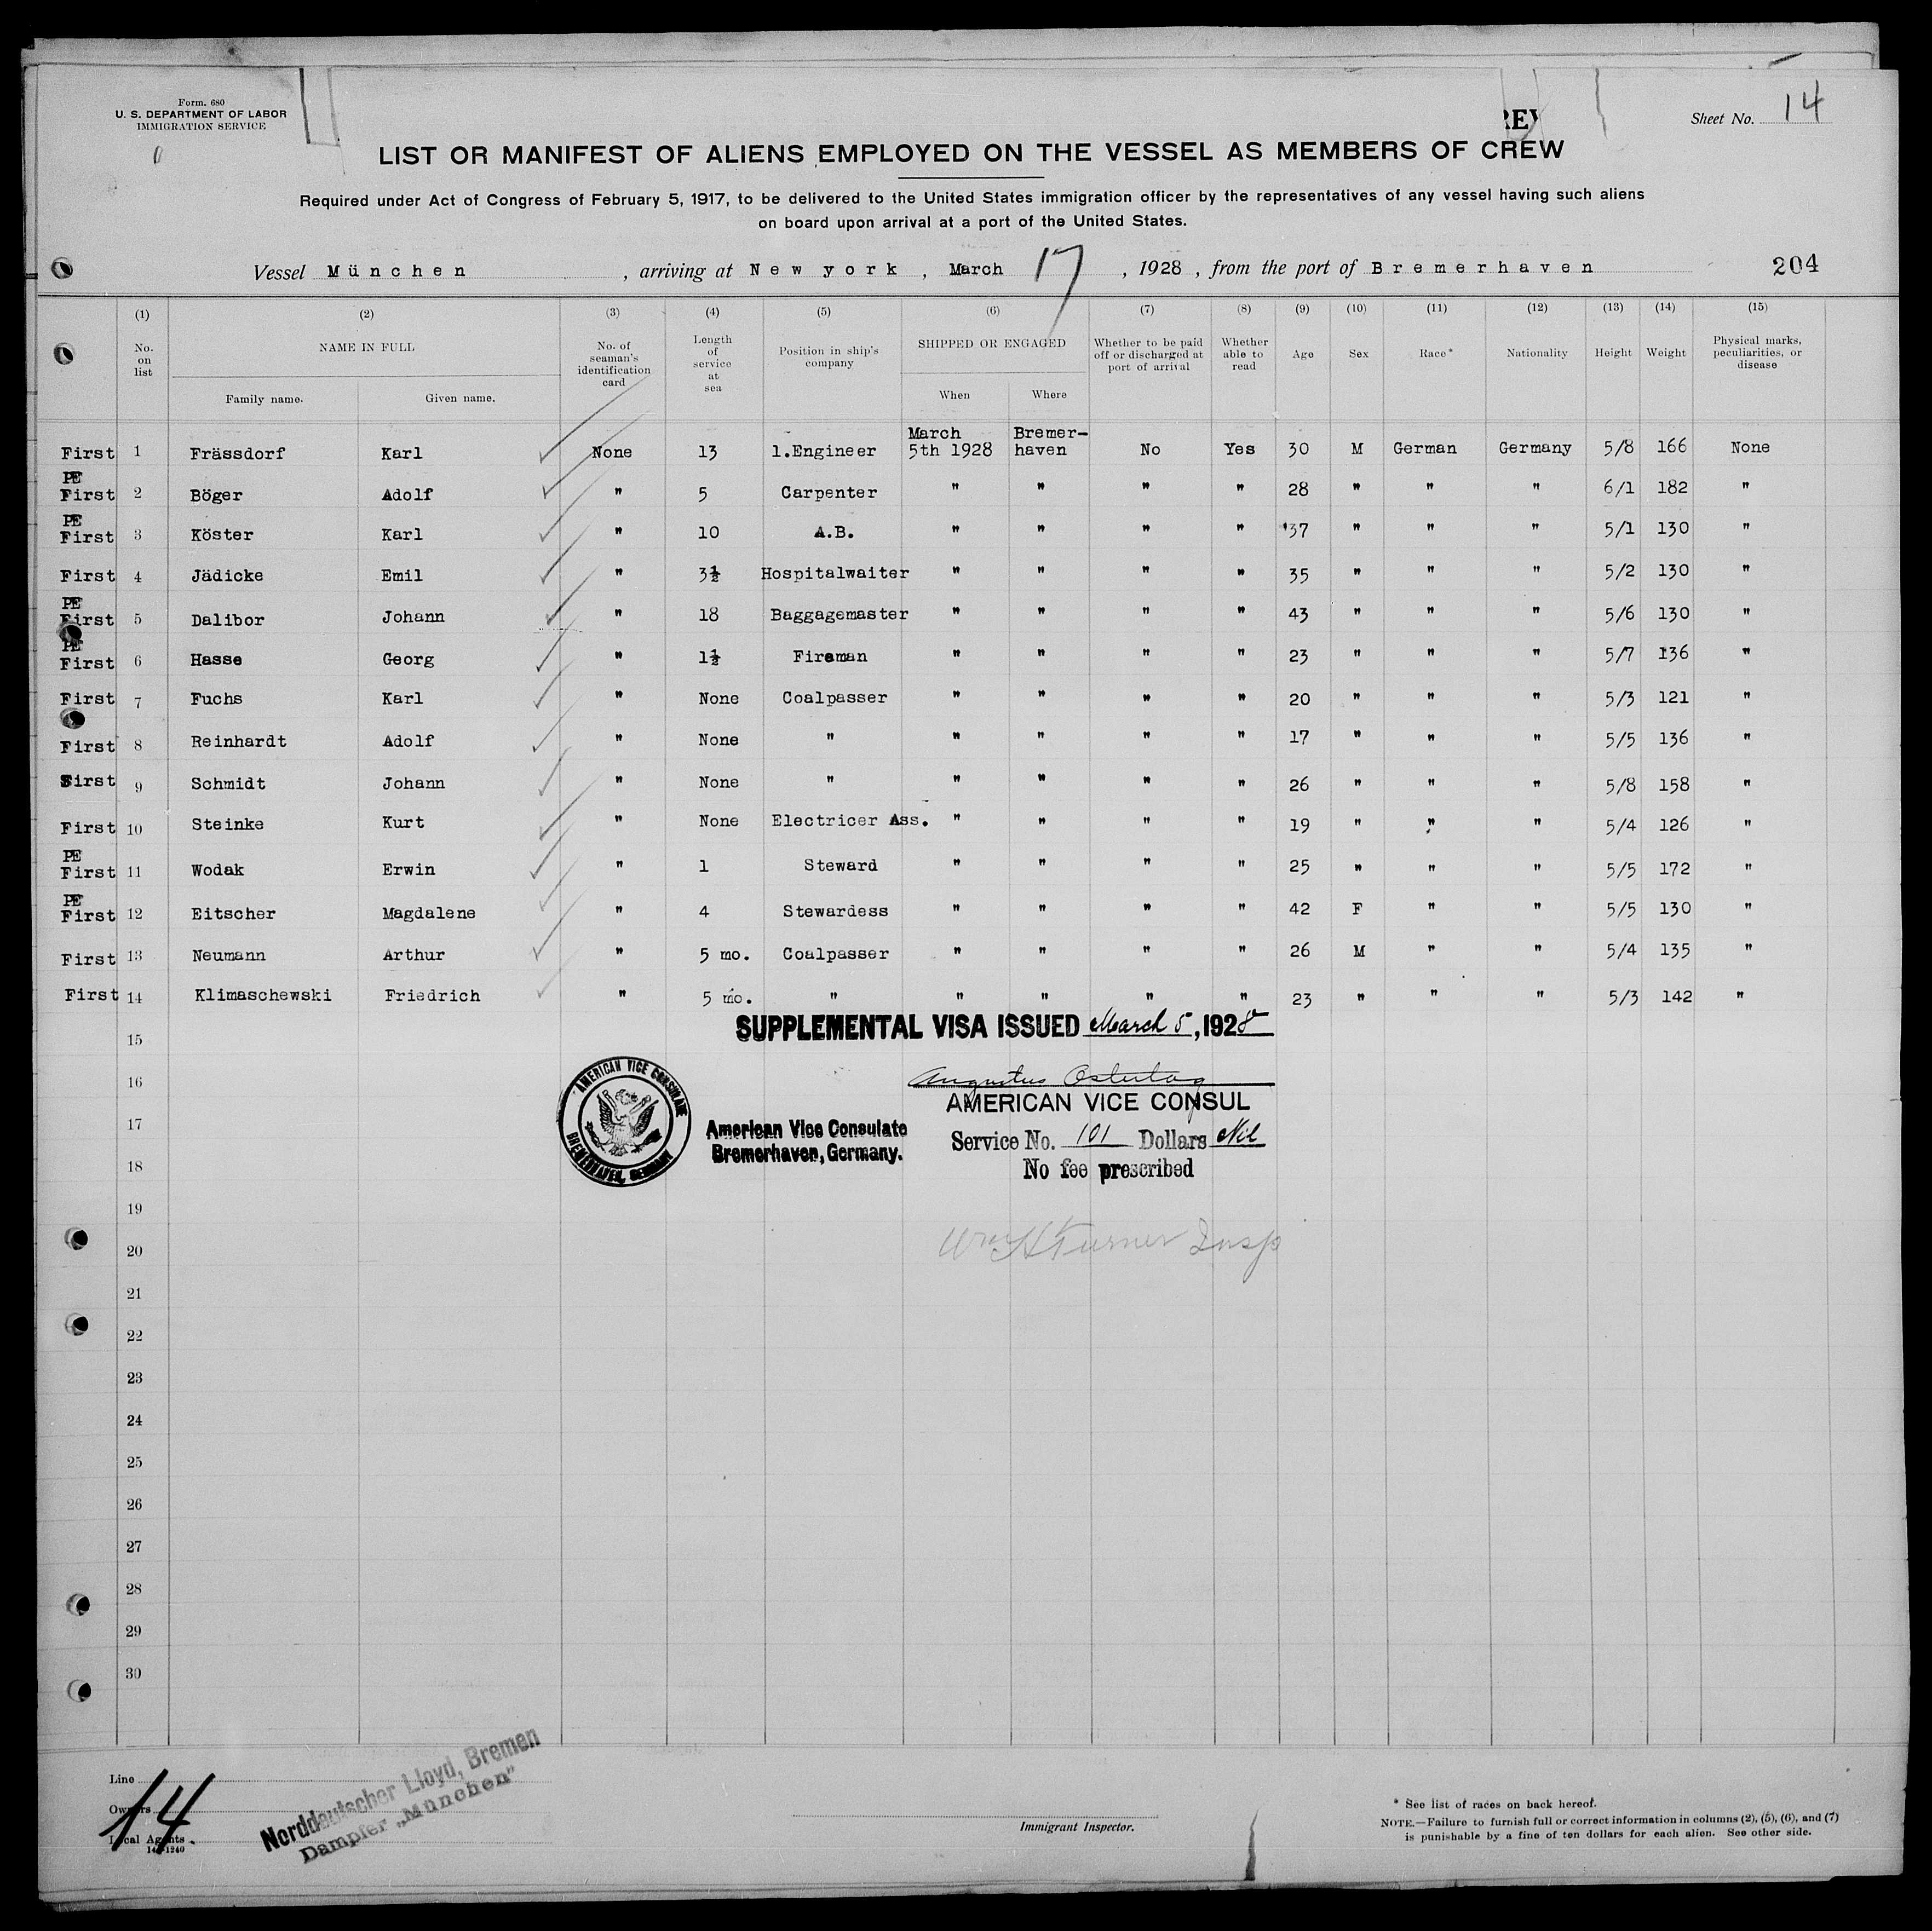 Form. 680
U. S. DEPARTMENT OF LABOR
IMMIGRATION SERVICE
Sheet No. 14
LIST OR MANIFEST OF ALIENS EMPLOYED ON THE VESSEL AS MEMBERS OF CREW
Required under Act of Congress of February 5, 1917, to be delivered to the United States immigration officer by the representatives of any vessel having such aliens
on board upon arrival at a port of the United States.
Vessel München, arriving at New york, March 17, 1928, from the port of Bremerhaven 204
(1) (2) (3) (4) (5) (6) (7) (8) (9) (10) (11) (12) (13) (14) (15)
No. on list NAME IN FULL Family name. Given name. No. of seaman's identification card Length of service at sea Position in ship's company SHIPPED OR ENGAGED When Where Whether to be paid off or discharged at port of arrival Whether able to read Age Sex Race* Nationality Height Weight Physical marks, peculiarities, or disease
First 1 Frässdorf Karl None 13 1.Engineer March 5th 1928 Bremer-haven No Yes 30 M German Germany 5/8 166 None
PE First 2 Böger Adolf " 5 Carpenter " " " " 28 " " " 6/1 182 "
PE First 3 Köster Karl " 10 A.B. " " " " 37 " " " 5/1 130 "
First 4 Jädicke Emil " 3½ Hospitalwaiter " " " " 35 " " " 5/2 130 "
PE First 5 Dalibor Johann " 18 Baggagemaster " " " " 43 " " " 5/6 130 "
PE First 6 Hasse Georg " 1½ Fireman " " " " 23 " " " 5/7 136 "
First 7 Fuchs Karl " None Coalpasser " " " " 20 " " " 5/3 121 "
First 8 Reinhardt Adolf " None " " " " " 17 " " " 5/5 136 "
First 9 Schmidt Johann " None " " " " " 26 " " " 5/8 158 "
First 10 Steinke Kurt " None Electricer Ass. " " " " 19 " " " 5/4 126 "
PE First 11 Wodak Erwin " 1 Steward " " " " 25 " " " 5/5 172 "
PE First 12 Eitscher Magdalene " 4 Stewardess " " " " 42 F " " 5/5 130 "
First 13 Neumann Arthur " 5 mo. Coalpasser " " " " 26 M " " 5/4 135 "
First 14 Klimaschewski Friedrich " 5 mo. " " " " " 23 " " " 5/3 142 "
SUPPLEMENTAL VISA ISSUED March 5, 1928
15
Augustus Ostertag
16
AMERICAN VICE CONSUL
AMERICAN VICE CONSULATE BREMERHAVEN, GERMANY
17
American Vice Consulate
Bremerhaven, Germany.
Service No. 101 Dollars Nil
18
No fee prescribed
19
20
Wm H Turner Insp
21
22
23
24
25
26
27
28
29
30
Line
Owners
Local Agents
14
14-1240
Norddeutscher Lloyd, Bremen
Dampfer „München"
Immigrant Inspector.
* See list of races on back hereof.
NOTE.—Failure to furnish full or correct information in columns (2), (5), (6), and (7)
is punishable by a fine of ten dollars for each alien. See other side.